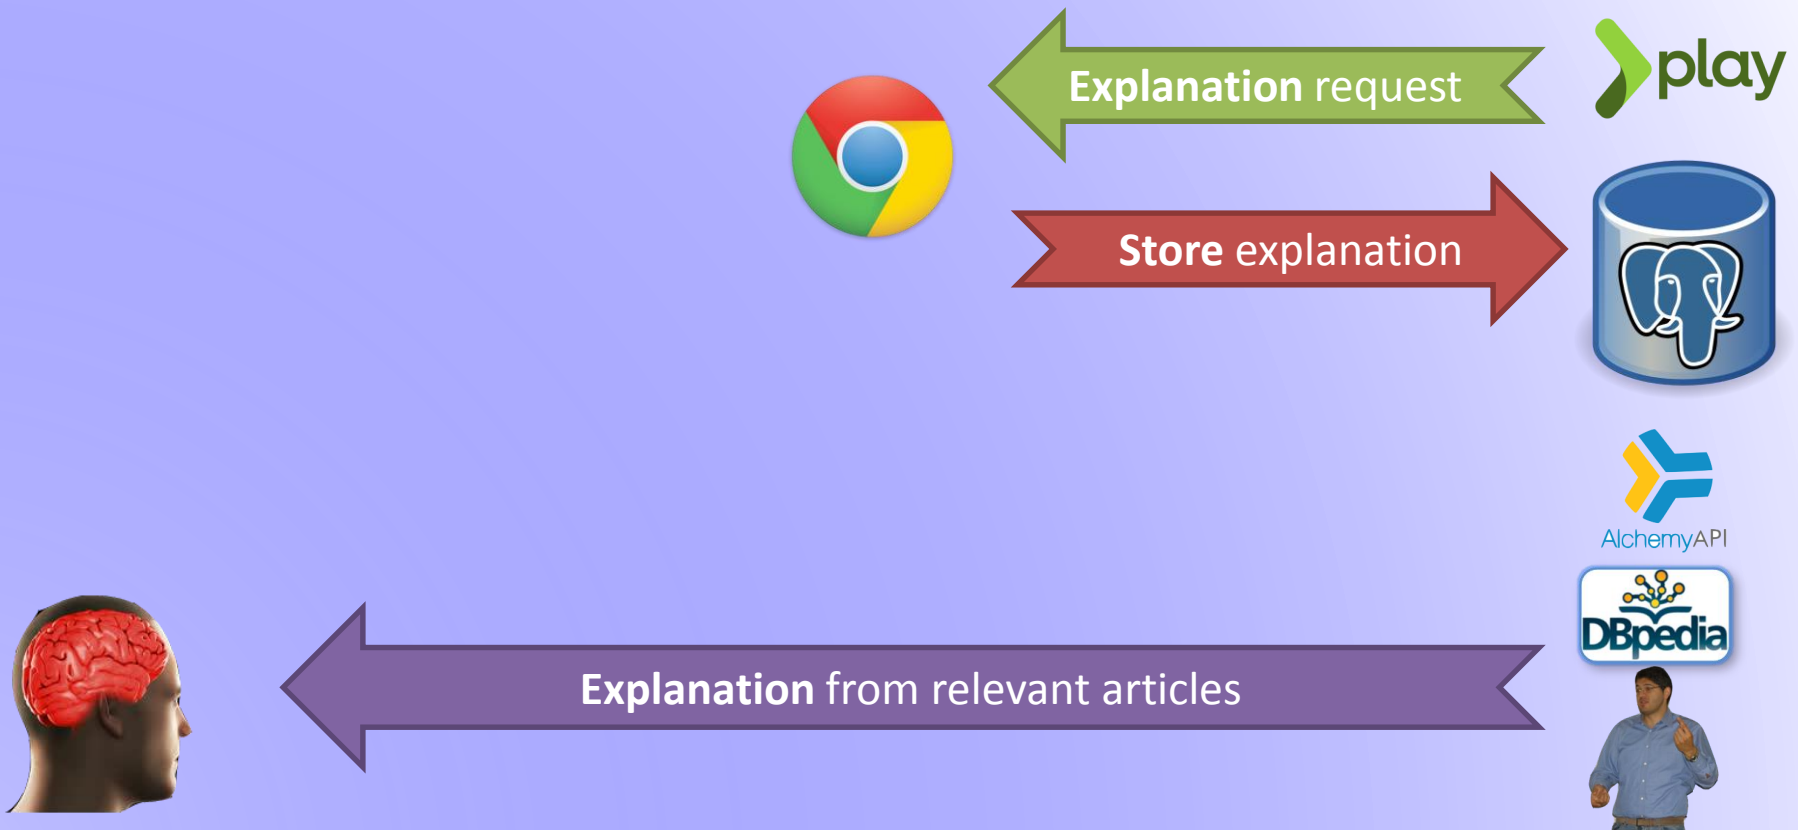 Explanation request
play
Store explanation
AlchemyAPI
DBpedia
Explanation from relevant articles